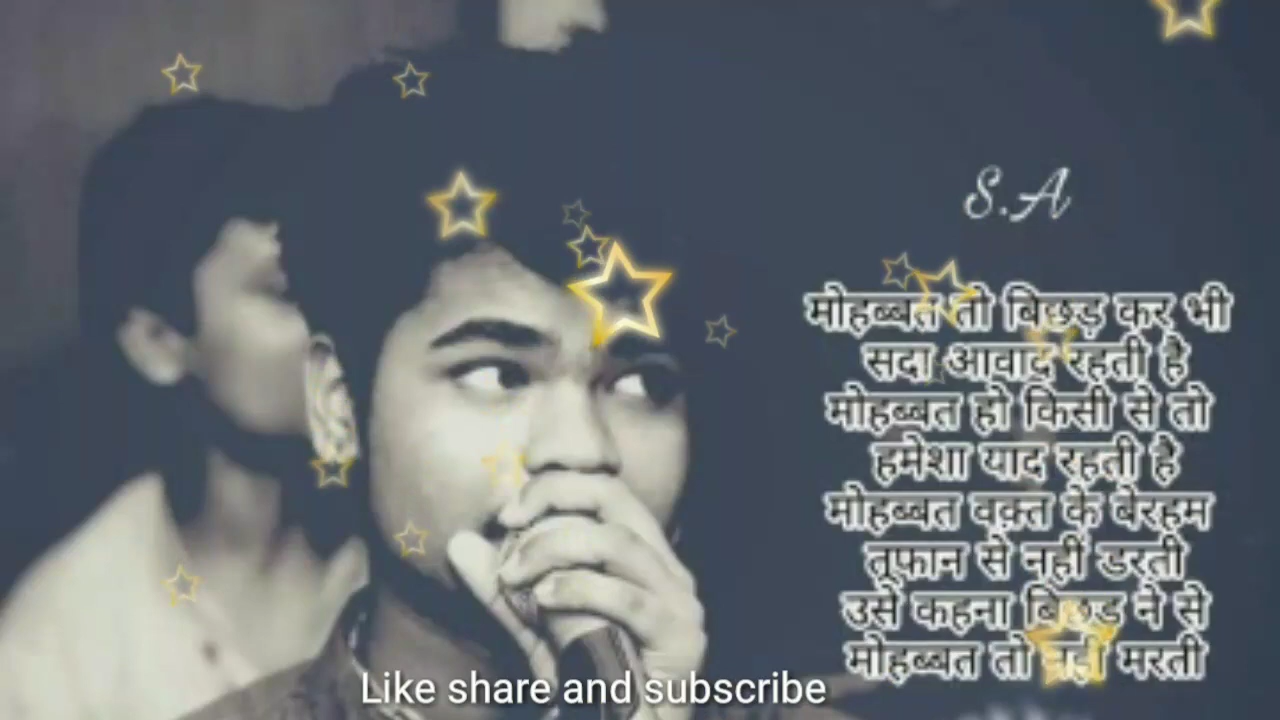 S.A
मोहब्बत तो बिछड़ कर भी
सदा आवाद रहती है
मोहब्बत हो किसी से तो
हमेशा याद रहती है
मोहब्बत वक़्त के बेरहम
तूफान से नही डरती
उसे कहना बिछड ने से
मोहब्बत तो नही मरती
Like share and subscribe